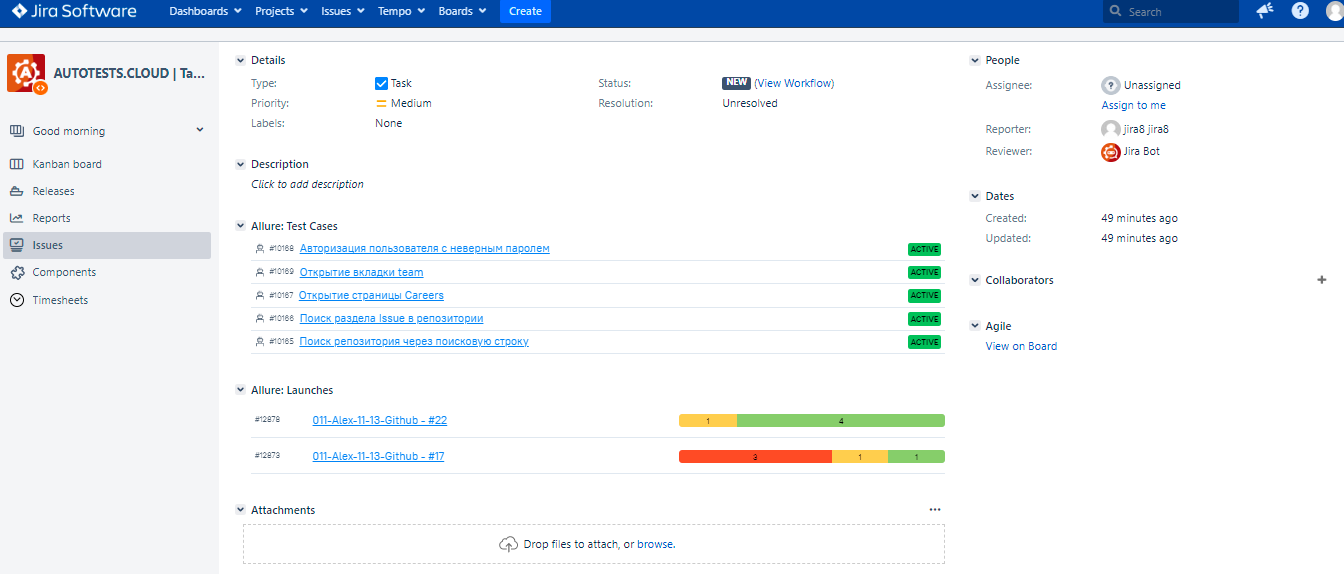 Jira Software Dashboards Projects Issues Tempo Boards Create Search
AUTOTESTS.CLOUD | Ta...
Good morning
Kanban board
Releases
Reports
Issues
Components
Timesheets
Details
Type: Task Status: NEW (View Workflow)
Priority: Medium Resolution: Unresolved
Labels: None
Description
Click to add description
Allure: Test Cases
#10168 Авторизация пользователя с неверным паролем ACTIVE
#10169 Открытие вкладки team ACTIVE
#10167 Открытие страницы Careers ACTIVE
#10166 Поиск раздела Issue в репозитории ACTIVE
#10165 Поиск репозитория через поисковую строку ACTIVE
Allure: Launches
#12878 011-Alex-11-13-Github - #22 1 4
#12873 011-Alex-11-13-Github - #17 3 1 1
Attachments
Drop files to attach, or browse.
People
Assignee: Unassigned
Assign to me
Reporter: jira8 jira8
Reviewer: Jira Bot
Dates
Created: 49 minutes ago
Updated: 49 minutes ago
Collaborators
Agile
View on Board